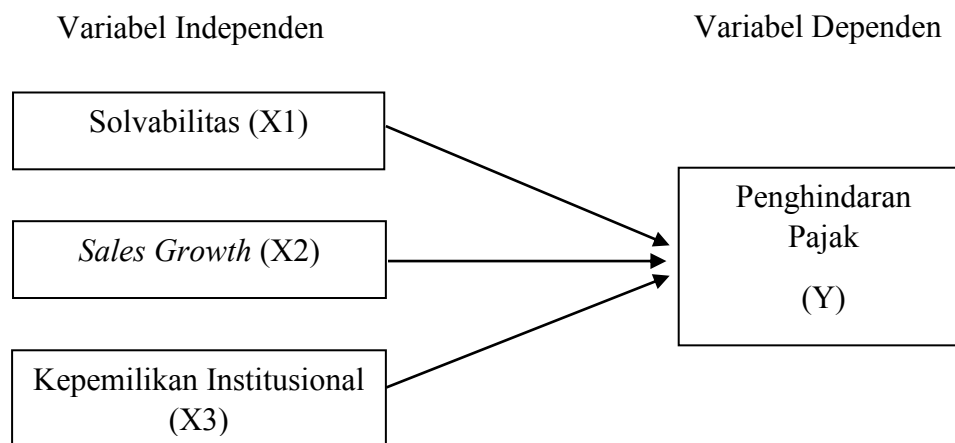 Variabel Independen
Variabel Dependen
Solvabilitas (X1)
Sales Growth (X2)
Kepemilikan Institusional
(X3)
Penghindaran
Pajak
(Y)